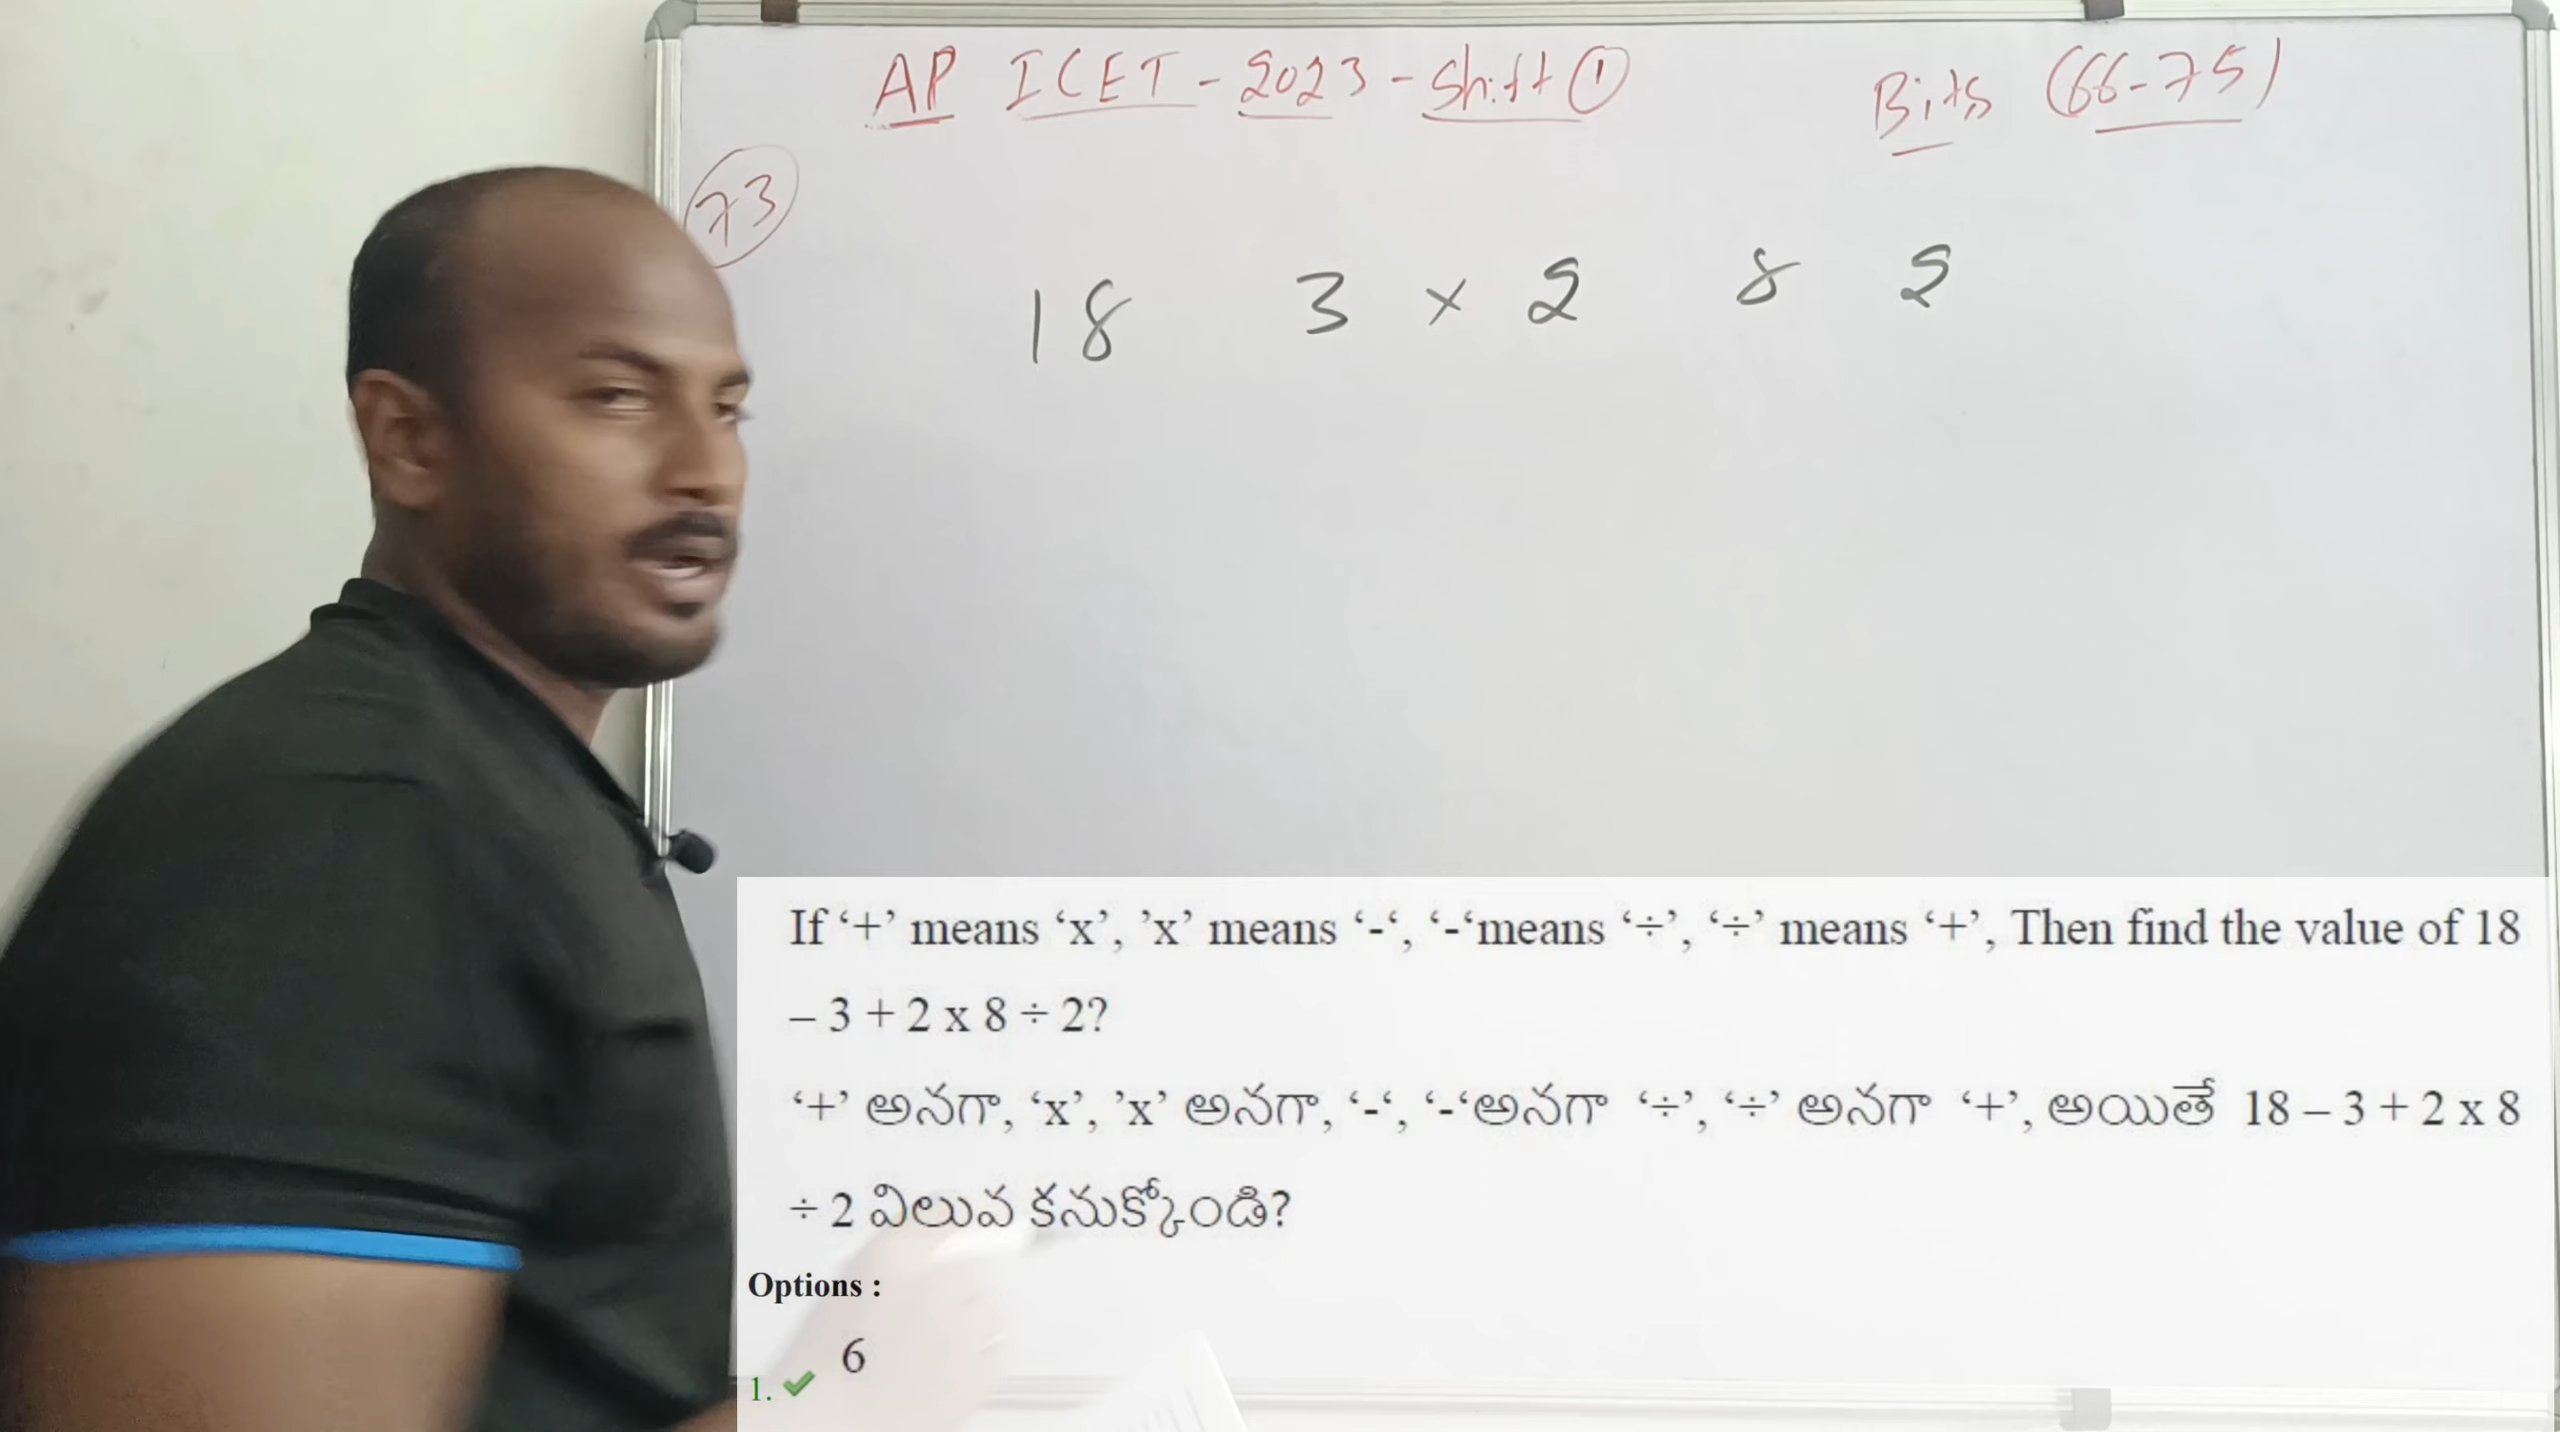 AP ICET - 2023 - Shift ①
Bits (66-75)
73
18 3 × 2 8 2
If ‘+’ means ‘x’, ’x’ means ‘-‘, ‘-‘means ‘÷’, ‘÷’ means ‘+’, Then find the value of 18
– 3 + 2 x 8 ÷ 2?
‘+’ అనగా, ‘x’, ’x’ అనగా, ‘-‘, ‘-‘అనగా ‘÷’, ‘÷’ అనగా ‘+’, అయితే 18 – 3 + 2 x 8
÷ 2 విలువ కనుక్కోండి?
Options :
1. ✔ 6